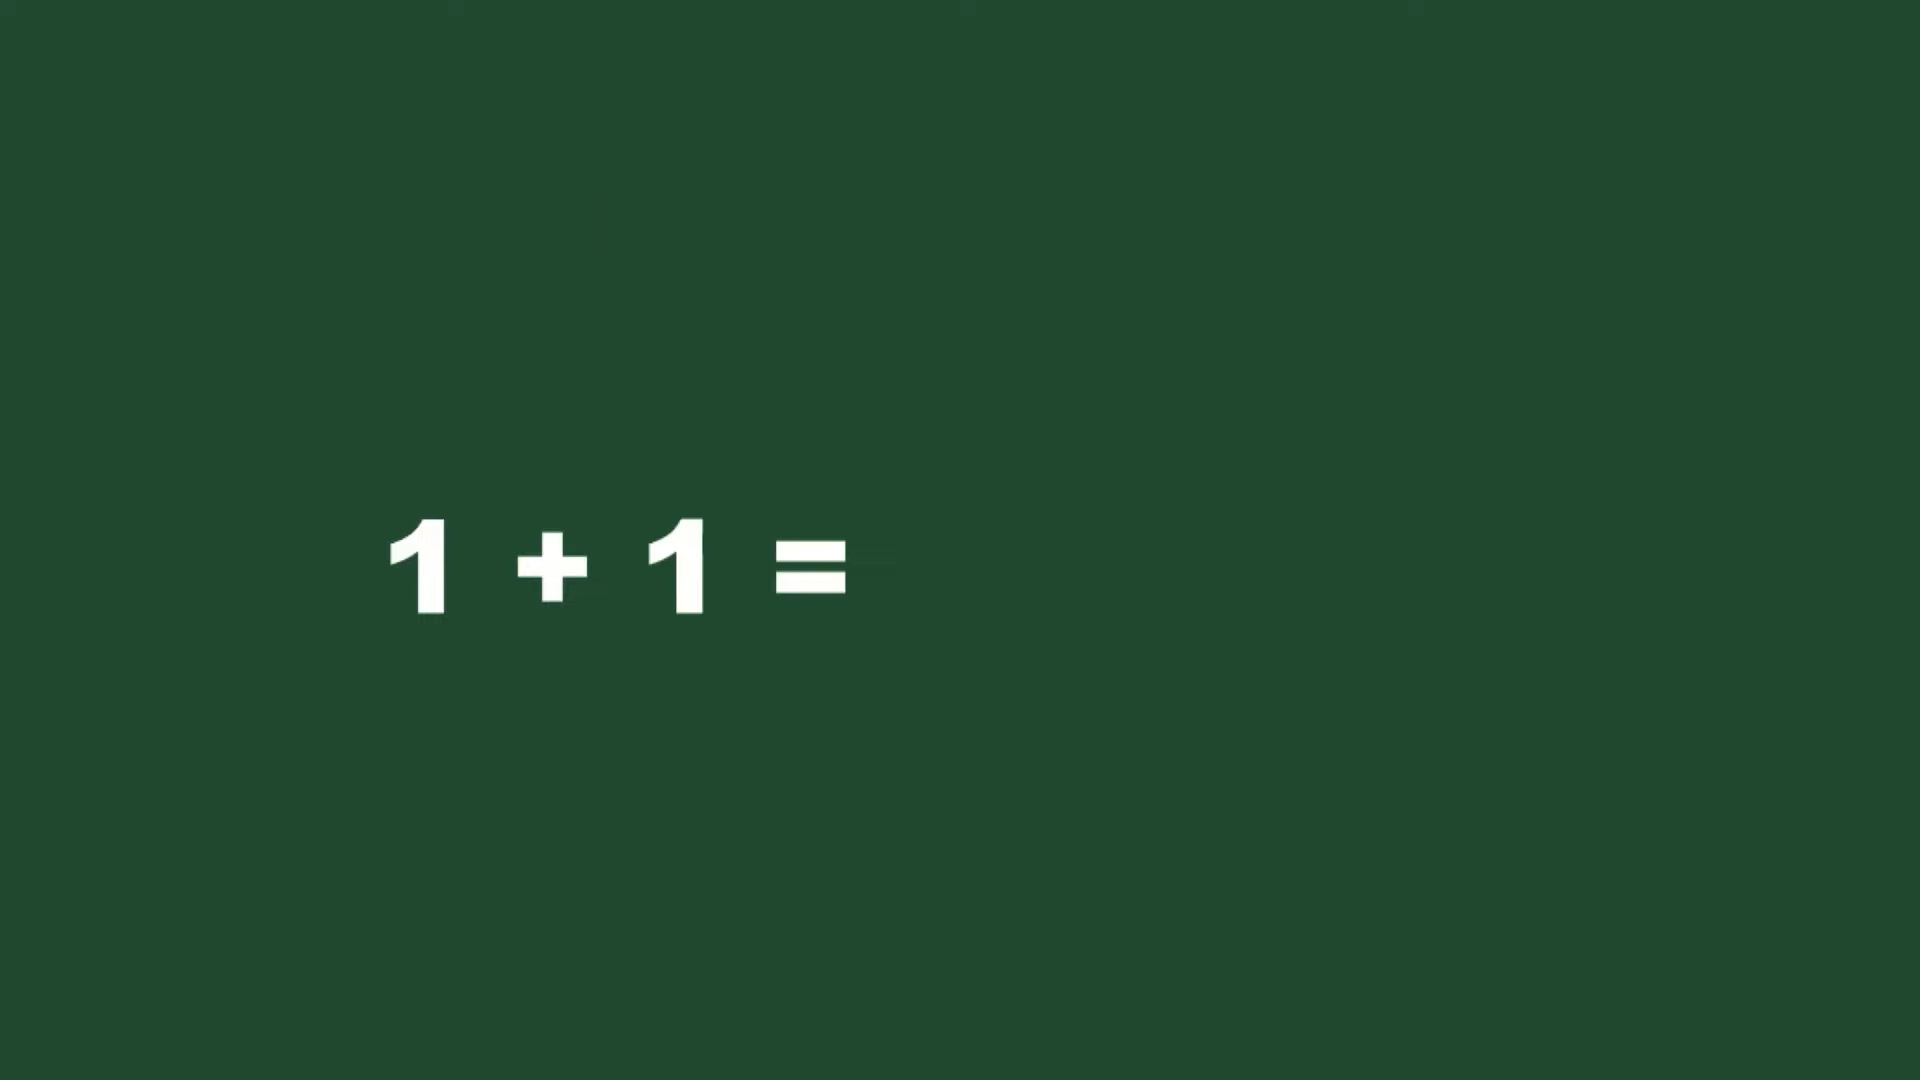 1 + 1 =